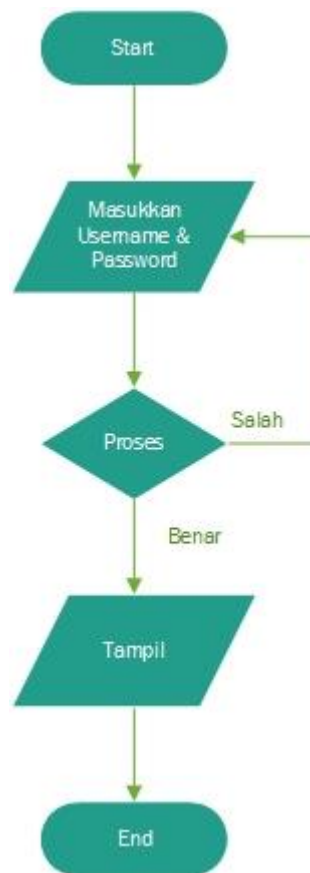 Start
Masukkan
Username &
Password
Proses
Salah
Benar
Tampil
End